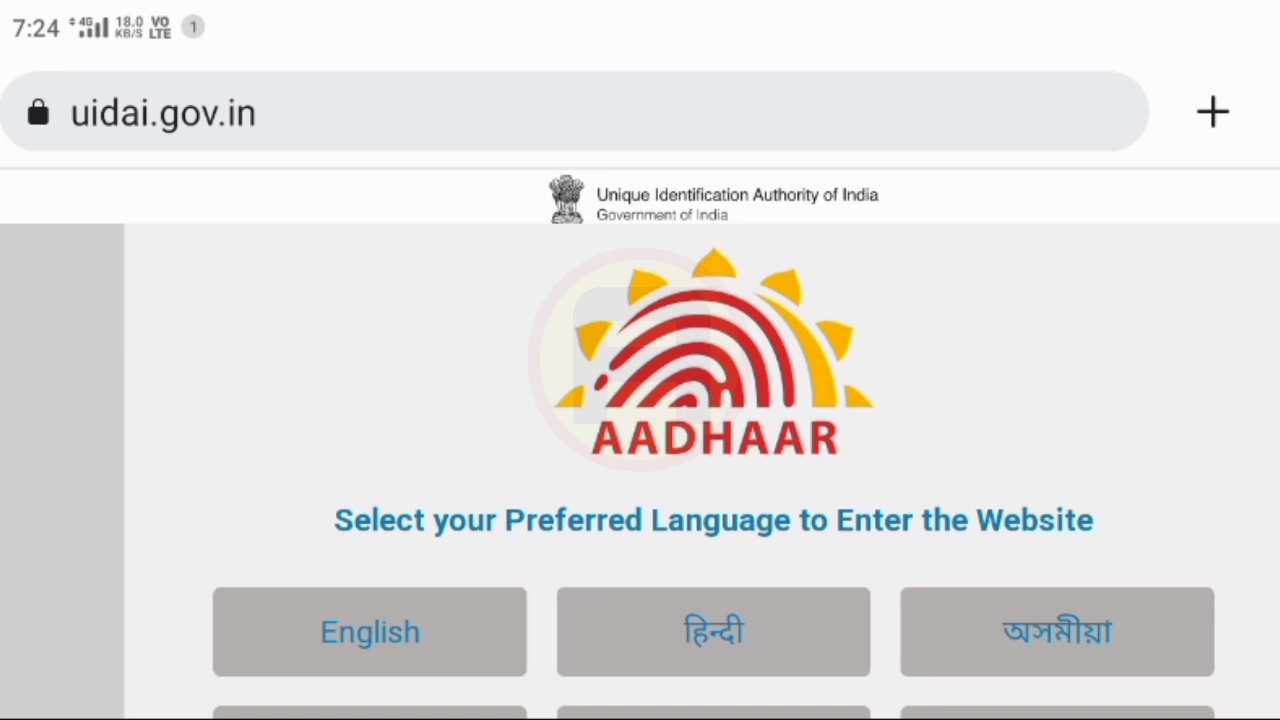 7:24 4G 18.0 KB/S VO LTE 1
uidai.gov.in
Unique Identification Authority of India
Government of India
AADHAAR
Select your Preferred Language to Enter the Website
English हिन्दी অসমীয়া